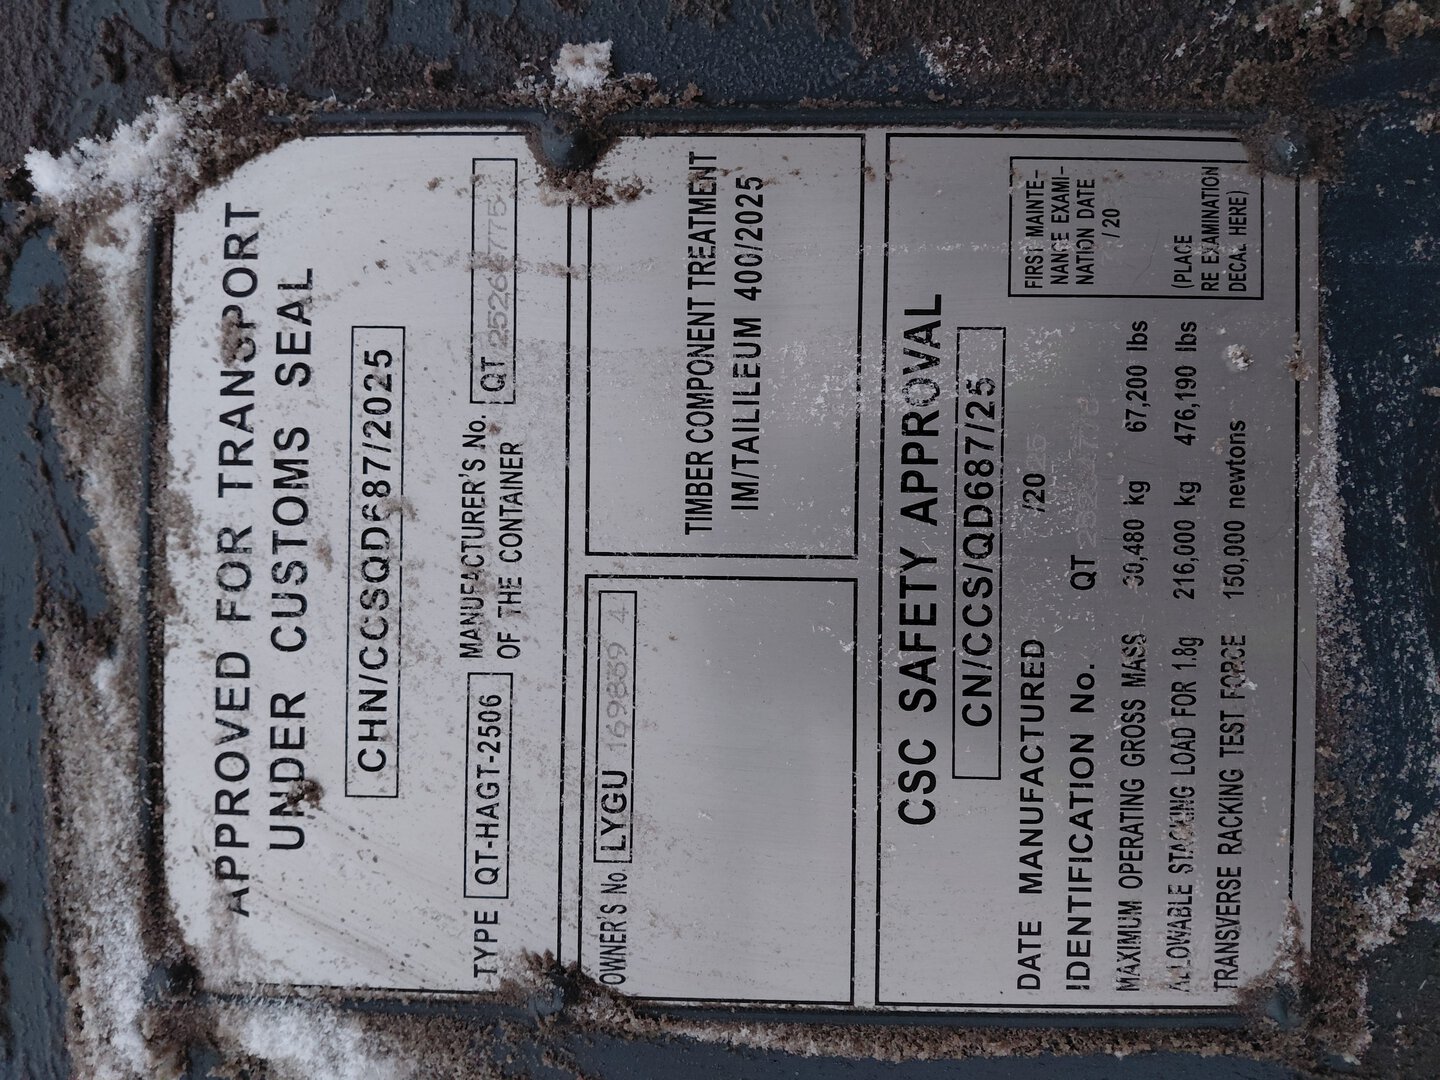 APPROVED FOR TRANSPORT
UNDER CUSTOMS SEAL
CHN/CCSQD687/2025
TYPE QT-HAGT-2506 MANUFACTURER'S No. OF THE CONTAINER QT
OWNER'S No. LYGU 1698359 4
TIMBER COMPONENT TREATMENT
IM/TAILILEUM 400/2025
CSC SAFETY APPROVAL
CN/CCS/QD687/25
DATE MANUFACTURED /20
IDENTIFICATION No. QT
MAXIMUM OPERATING GROSS MASS 30,480 kg 67,200 lbs
ALLOWABLE STACKING LOAD FOR 1.8g 216,000 kg 476,190 lbs
TRANSVERSE RACKING TEST FORCE 150,000 newtons
FIRST MAINTE-
NANCE EXAMI-
NATION DATE
/ 20
(PLACE
RE EXAMINATION
DECAL HERE)